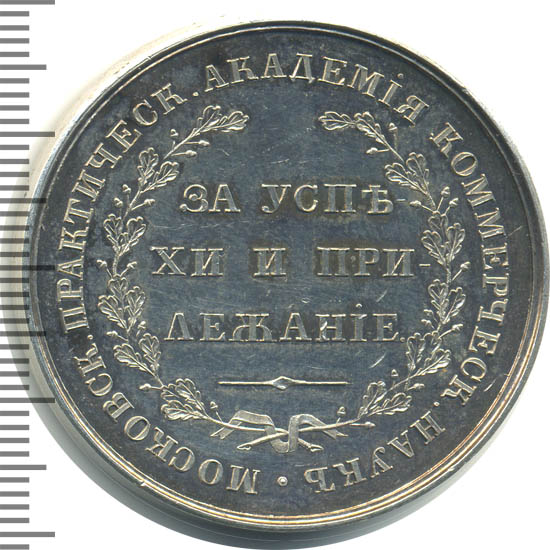 МОСКОВСК. ПРАКТИЧЕСК. АКАДЕМІЯ КОММЕРЧЕСК. НАУКЪ
ЗА УСПѢ-
ХИ И ПРИ-
ЛЕЖАНІЕ.